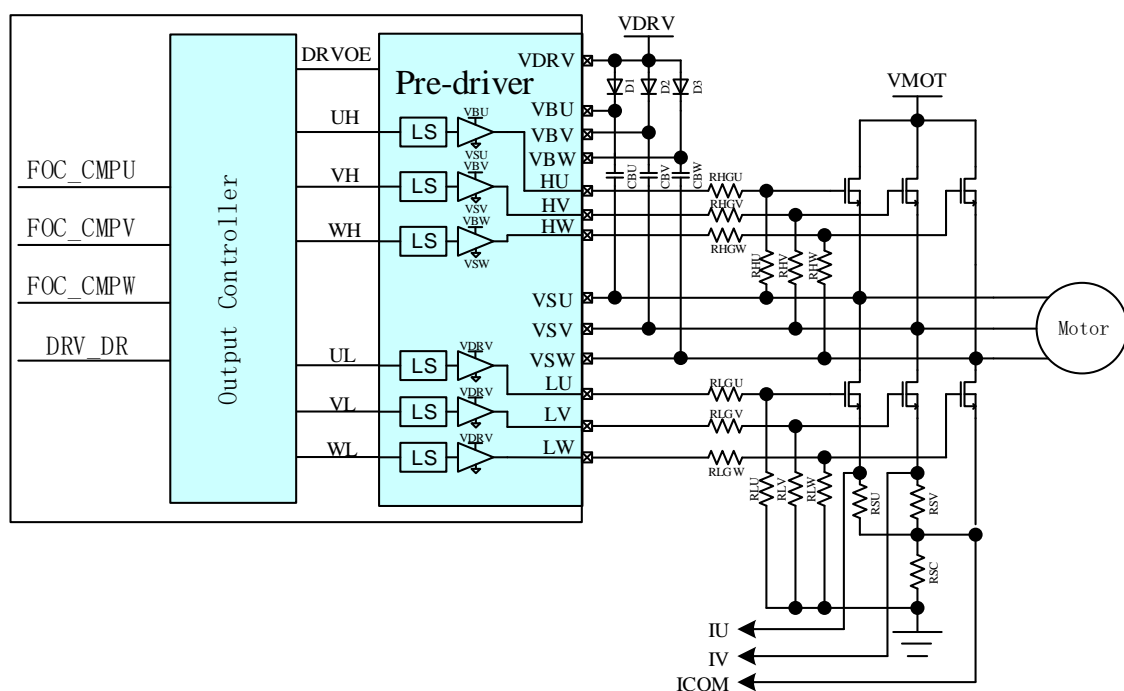 DRVOE
VDRV
VDRV
Pre-driver
D1
D2
D3
VMOT
VBU
UH
LS
VBU
VSU
VBV
FOC_CMPU
VH
LS
VBV
VSV
VBW
CBU
CBV
CBW
HU
RHGU
HV
RHGV
FOC_CMPV
WH
LS
VBW
VSW
HW
RHGW
RHU
RHV
RHW
FOC_CMPW
Output Controller
VSU
VSV
Motor
DRV_DR
VSW
UL
LS
VDRV
LU
RLGU
VL
LS
VDRV
LV
RLGV
WL
LS
VDRV
LW
RLGW
RLU
RLV
RLW
RSU
RSV
RSC
IU
IV
ICOM